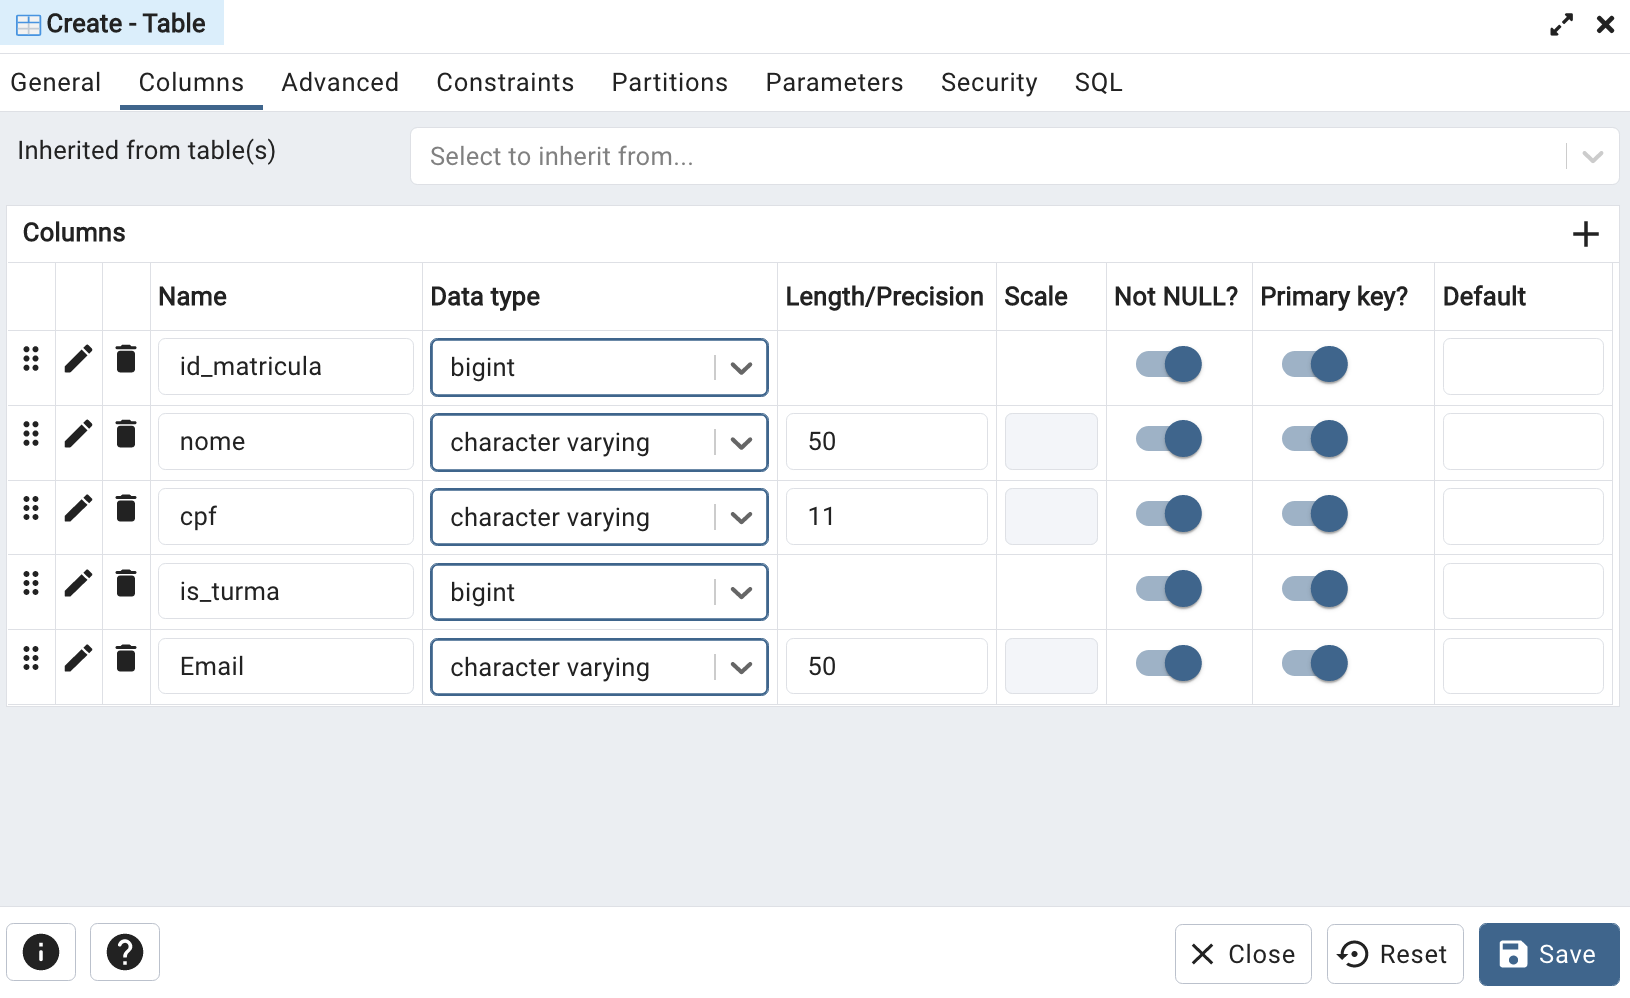 Create - Table
General Columns Advanced Constraints Partitions Parameters Security SQL
Inherited from table(s) Select to inherit from...
Columns
Name Data type Length/Precision Scale Not NULL? Primary key? Default
id_matricula bigint
nome character varying 50
cpf character varying 11
is_turma bigint
Email character varying 50
Close Reset Save